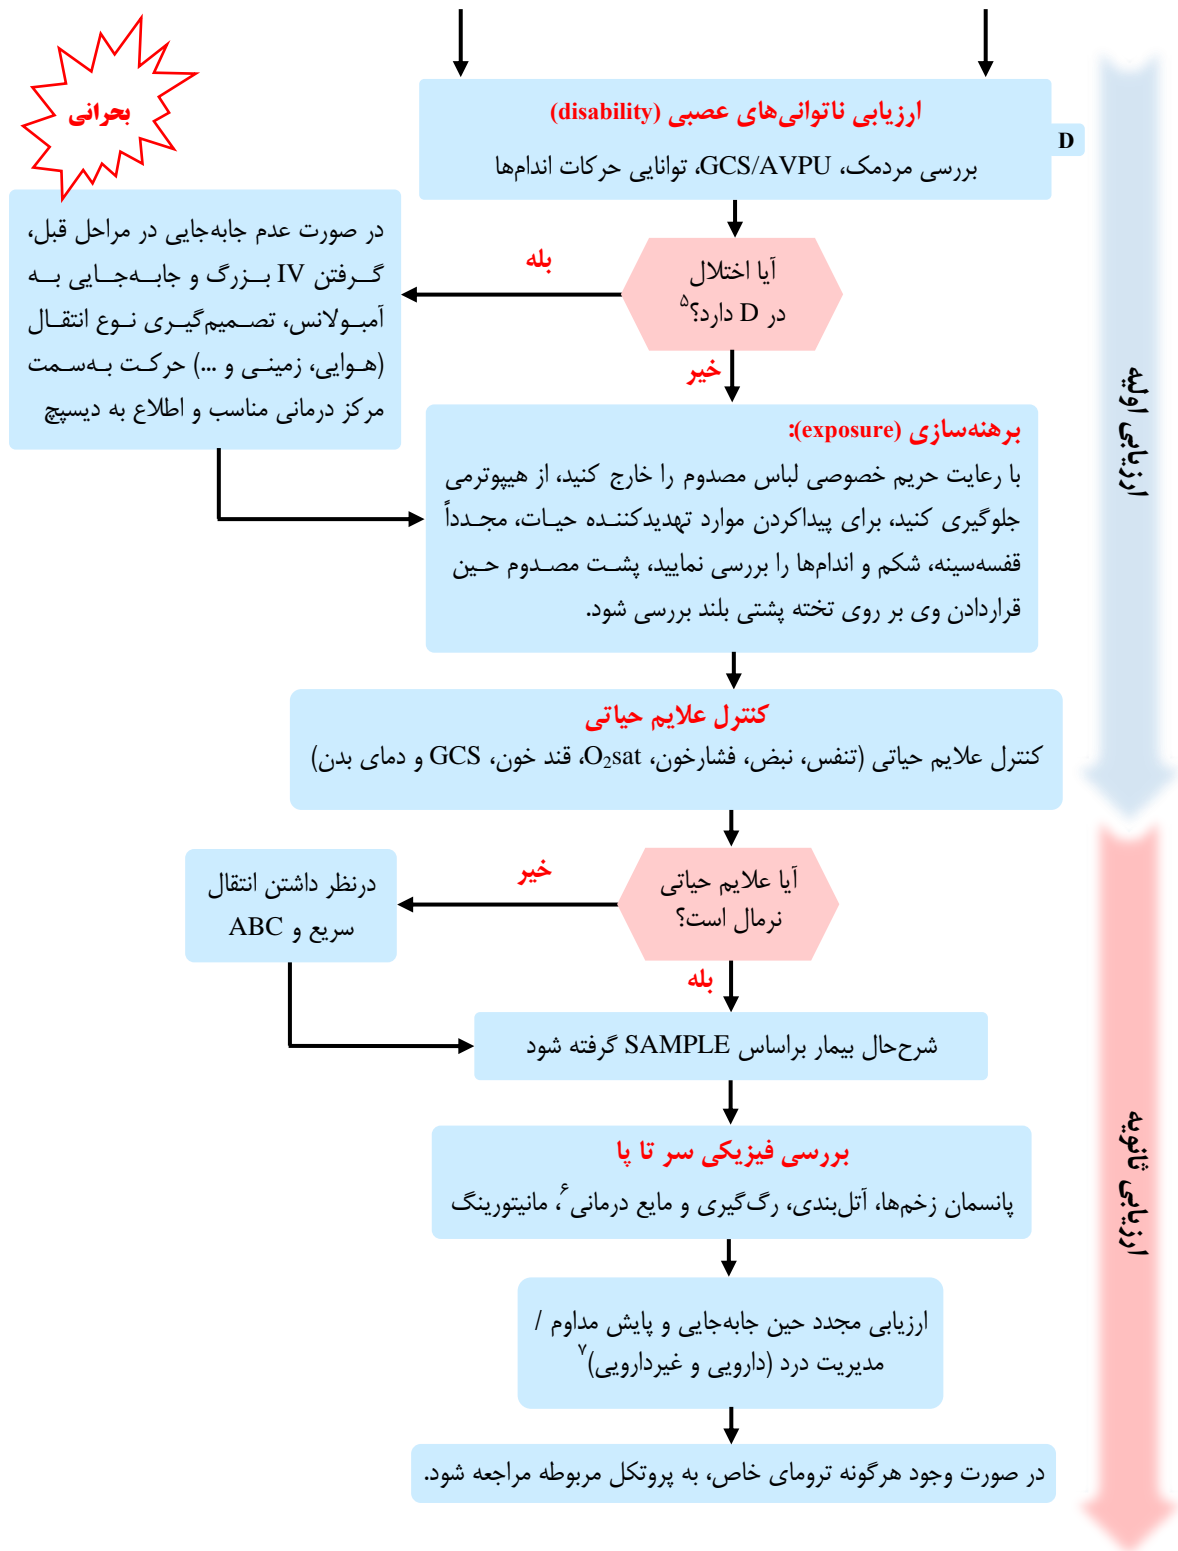 بحرانی
ارزیابی ناتوانی‌های عصبی (disability)
بررسی مردمک، GCS/AVPU، توانایی حرکات اندام‌ها
D
آیا اختلال
در D دارد؟⁵
بله
در صورت عدم جابه‌جایی در مراحل قبل،
گرفتن IV بزرگ و جابه‌جایی به
آمبولانس، تصمیم‌گیری نوع انتقال
(هوایی، زمینی و ...) حرکت به‌سمت
مرکز درمانی مناسب و اطلاع به دیسپچ
خیر
برهنه‌سازی (exposure):
با رعایت حریم خصوصی لباس مصدوم را خارج کنید، از هیپوترمی
جلوگیری کنید، برای پیداکردن موارد تهدیدکننده حیات، مجدداً
قفسه‌سینه، شکم و اندام‌ها را بررسی نمایید، پشت مصدوم حین
قراردادن وی بر روی تخته پشتی بلند بررسی شود.
کنترل علایم حیاتی
کنترل علایم حیاتی (تنفس، نبض، فشارخون، O₂sat، قند خون، GCS و دمای بدن)
ارزیابی اولیه
آیا علایم حیاتی
نرمال است؟
خیر
درنظر داشتن انتقال
سریع و ABC
بله
شرح‌حال بیمار براساس SAMPLE گرفته شود
بررسی فیزیکی سر تا پا
پانسمان زخم‌ها، آتل‌بندی، رگ‌گیری و مایع درمانی۶، مانیتورینگ
ارزیابی مجدد حین جابه‌جایی و پایش مداوم /
مدیریت درد (دارویی و غیردارویی)۷
در صورت وجود هرگونه ترومای خاص، به پروتکل مربوطه مراجعه شود.
ارزیابی ثانویه